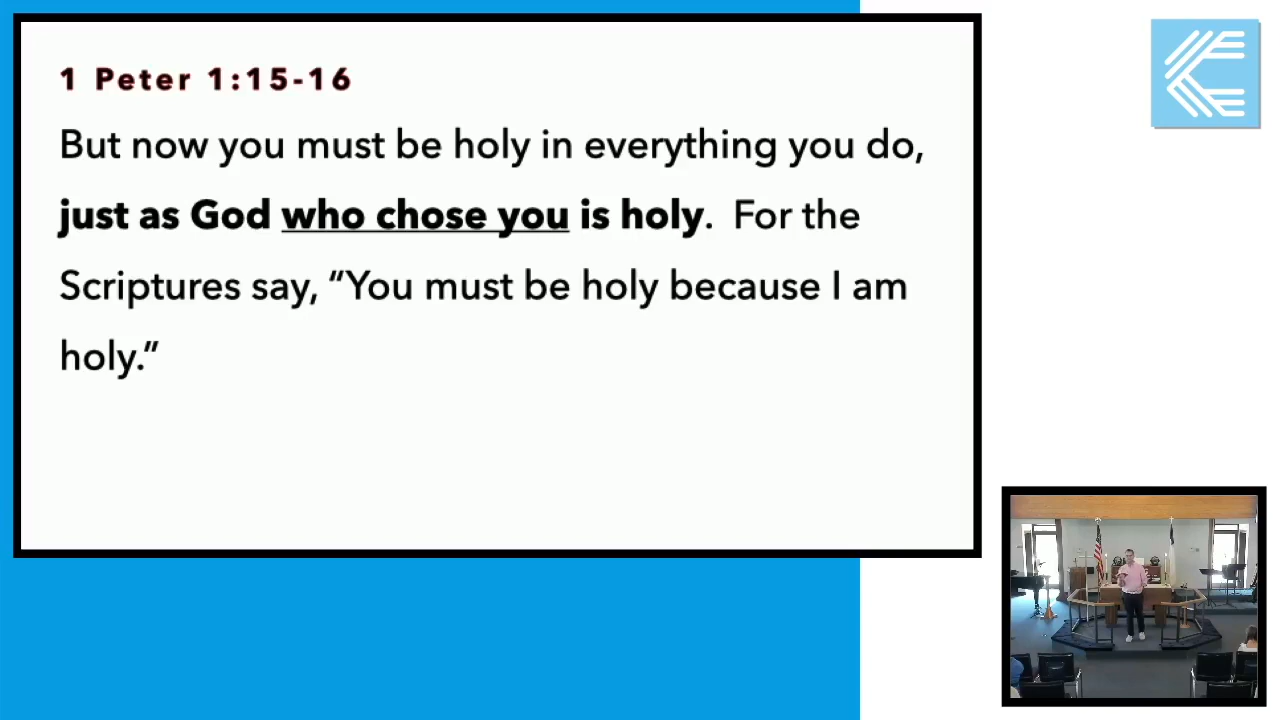 1 Peter 1:15-16
But now you must be holy in everything you do,
just as God who chose you is holy.  For the
Scriptures say, “You must be holy because I am
holy.”